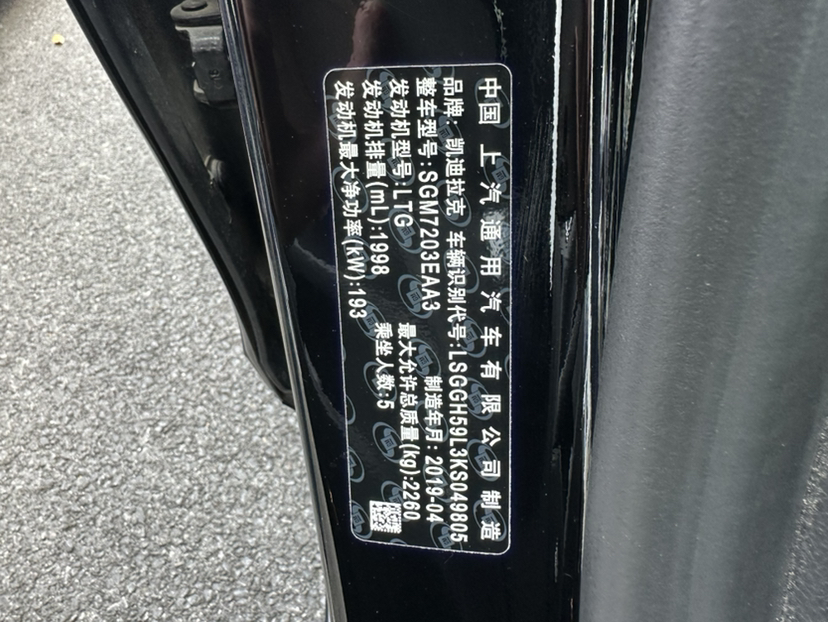 中国 上汽通用汽车有限公司 制造
品牌: 凯迪拉克 车辆识别代号:LSGGH59L3KS049805
整车型号:SGM7203EAA3 制造年月: 2019-04
发动机型号:LTG 最大允许总质量(kg):2260
发动机排量(mL):1998 乘坐人数:5
发动机最大净功率(kW):193